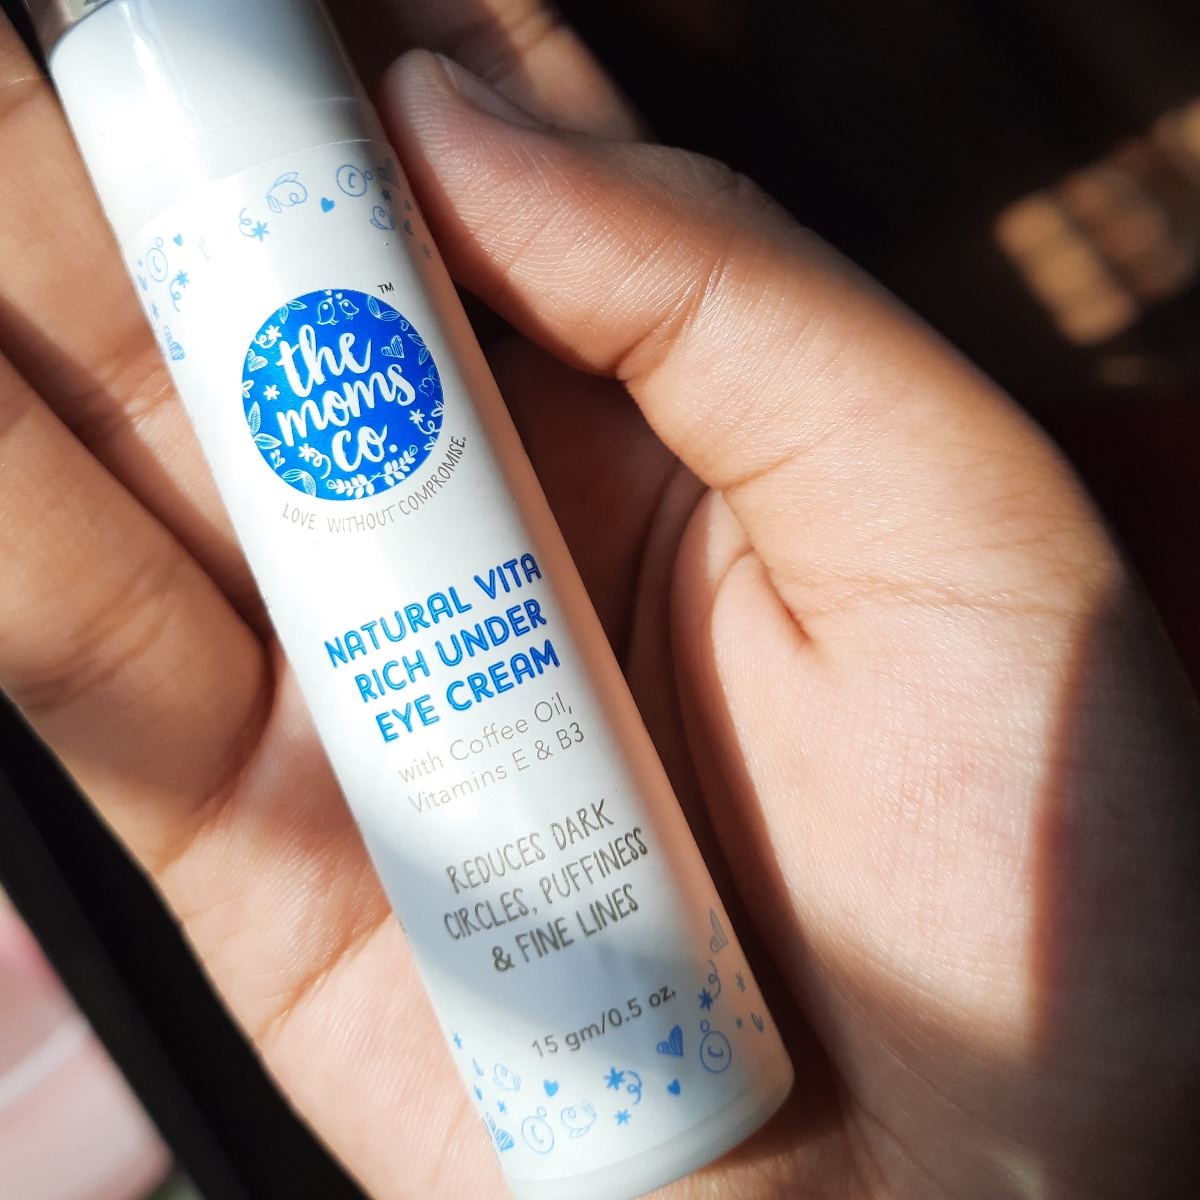 TM
the
moms
co.
LOVE. WITHOUT COMPROMISE.
NATURAL VITA
RICH UNDER
EYE CREAM
with Coffee Oil,
Vitamins E & B3
REDUCES DARK
CIRCLES, PUFFINESS
& FINE LINES
15 gm/0.5 oz.